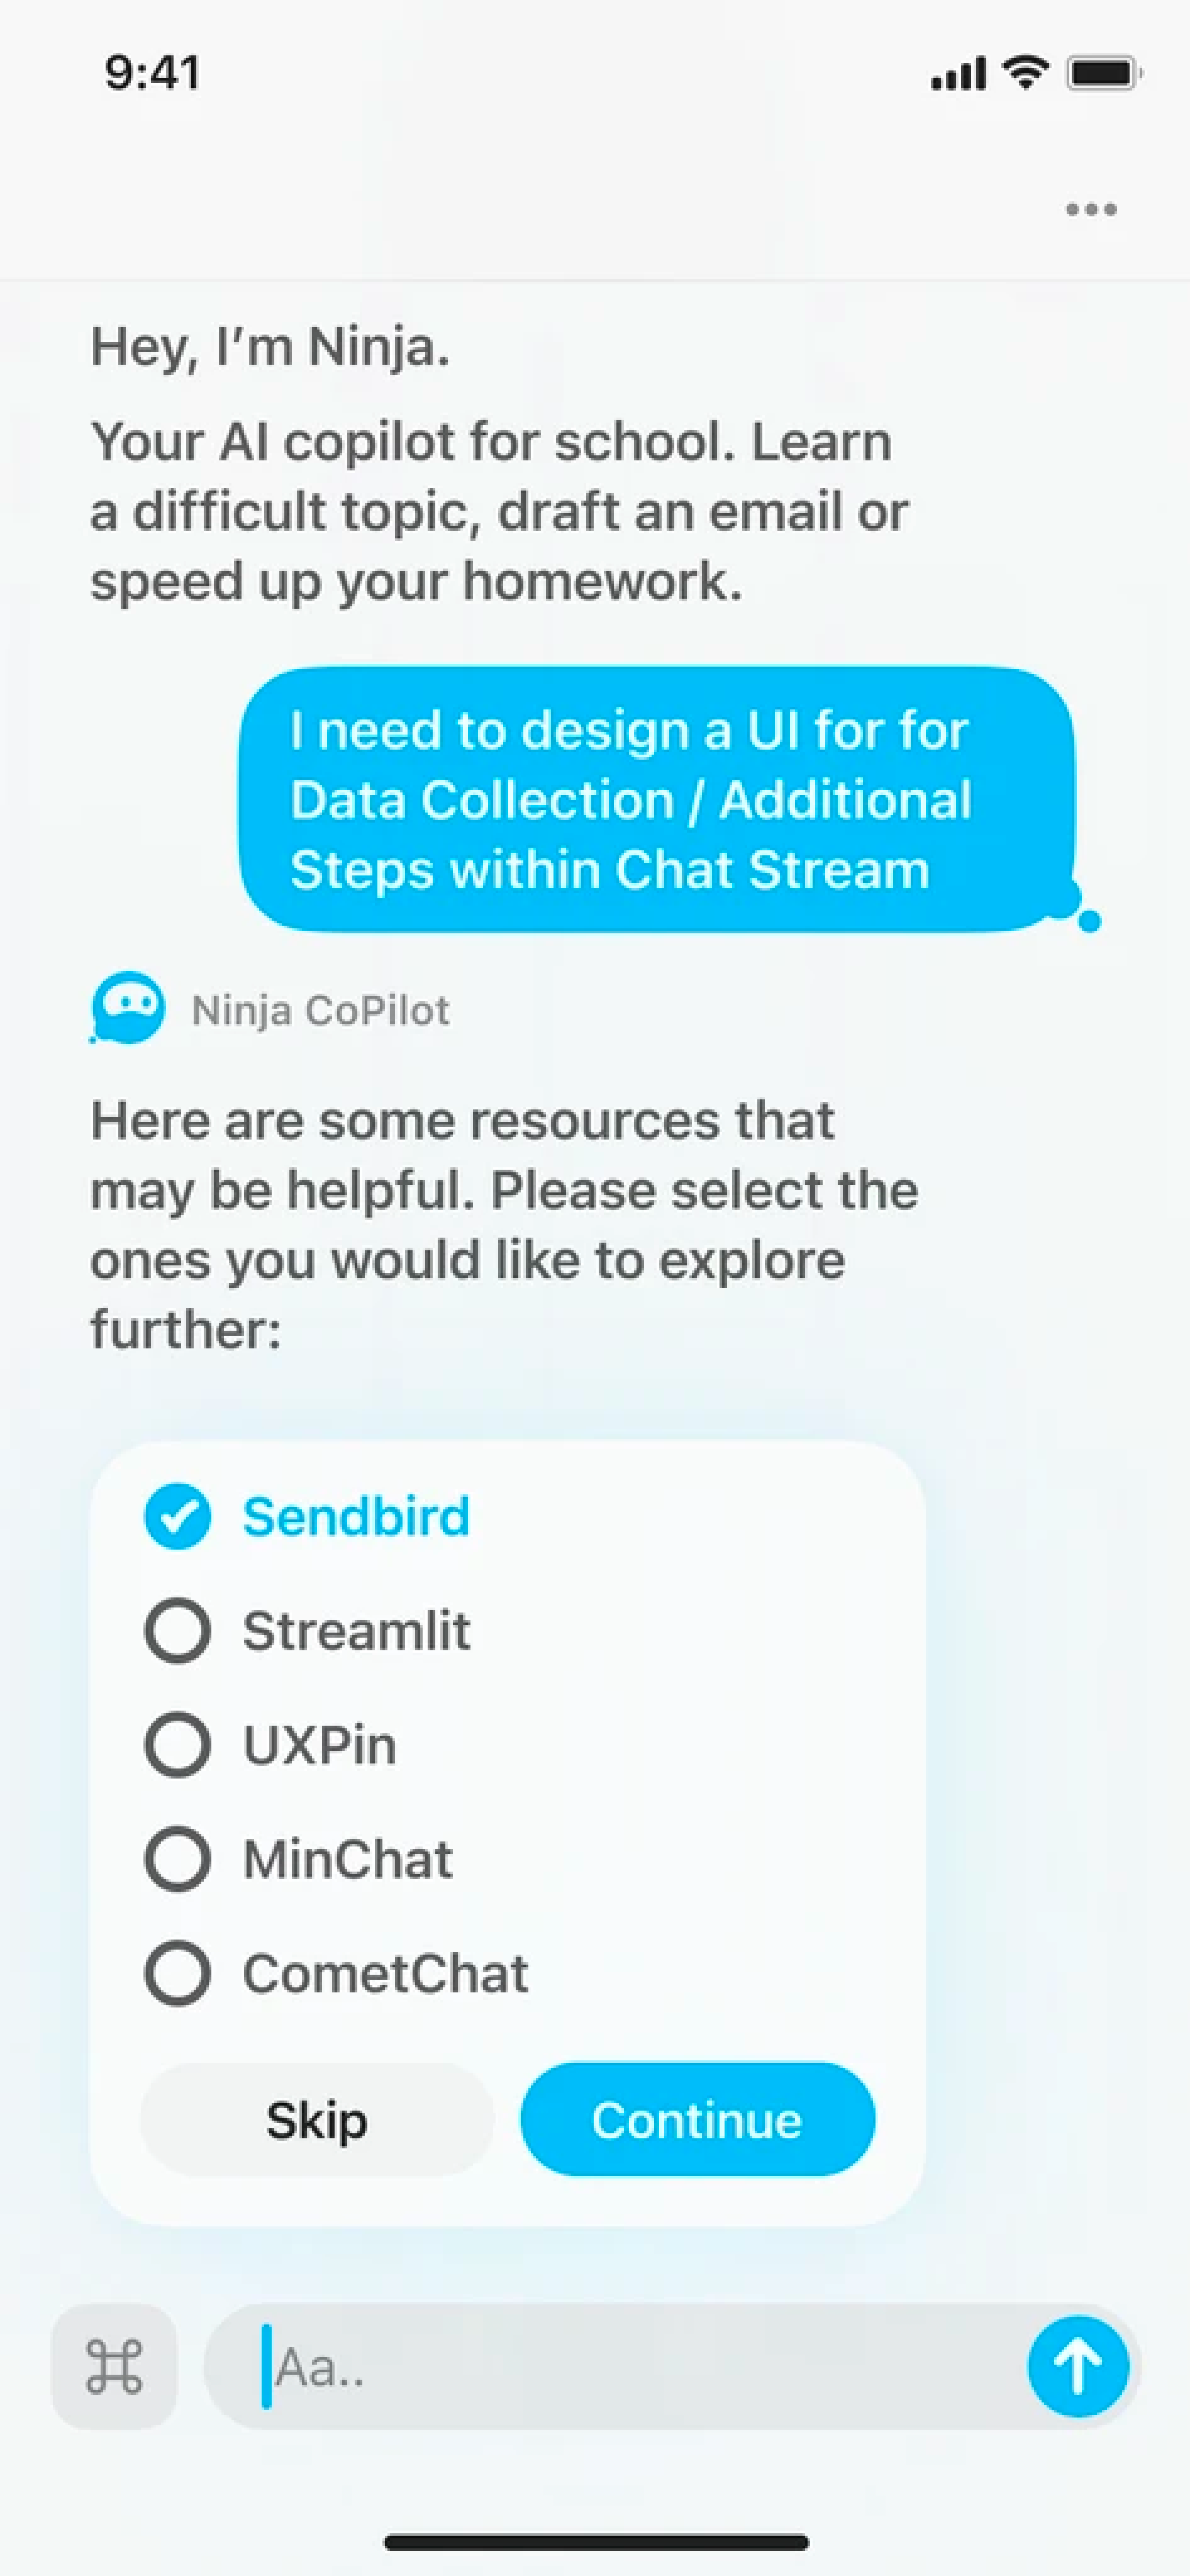 9:41
Hey, I’m Ninja.
Your AI copilot for school. Learn
a difficult topic, draft an email or
speed up your homework.
I need to design a UI for for
Data Collection / Additional
Steps within Chat Stream
Ninja CoPilot
Here are some resources that
may be helpful. Please select the
ones you would like to explore
further:
Sendbird
Streamlit
UXPin
MinChat
CometChat
Skip Continue
Aa..